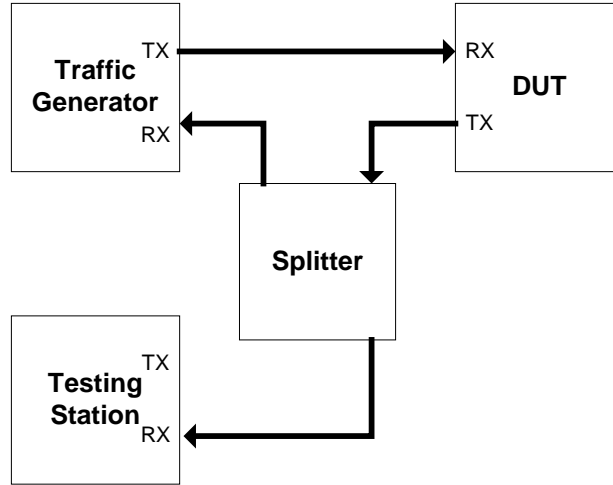 TX
Traffic
Generator
RX
RX
DUT
TX
Splitter
TX
Testing
Station
RX